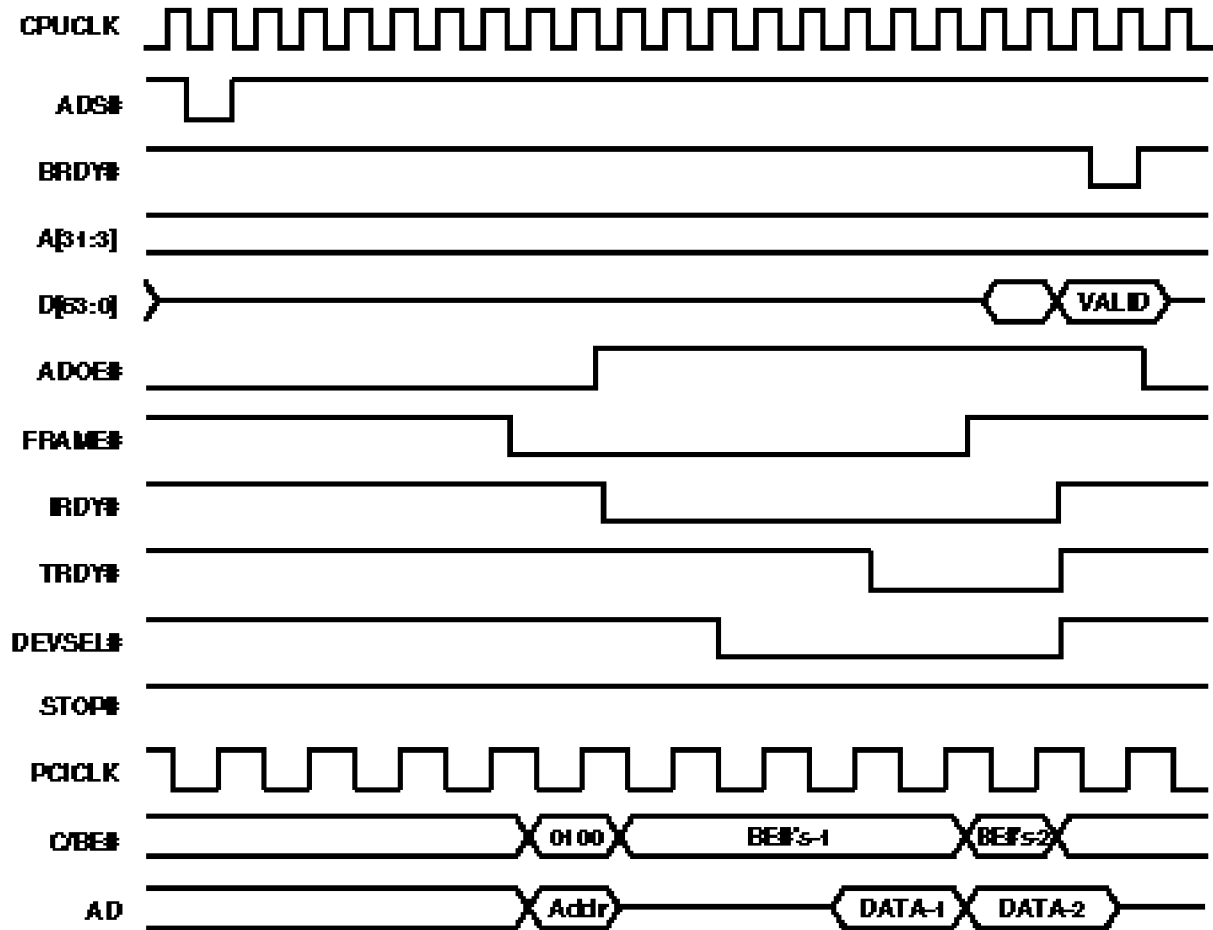 CPUCLK
ADS#
BRDY#
A[31:3]
D[63:0] VALID
ADOE#
FRAME#
IRDY#
TRDY#
DEVSEL#
STOP#
PCICLK
C/BE# 0100 BE#'s-1 BE#'s-2
AD Addr DATA-1 DATA-2